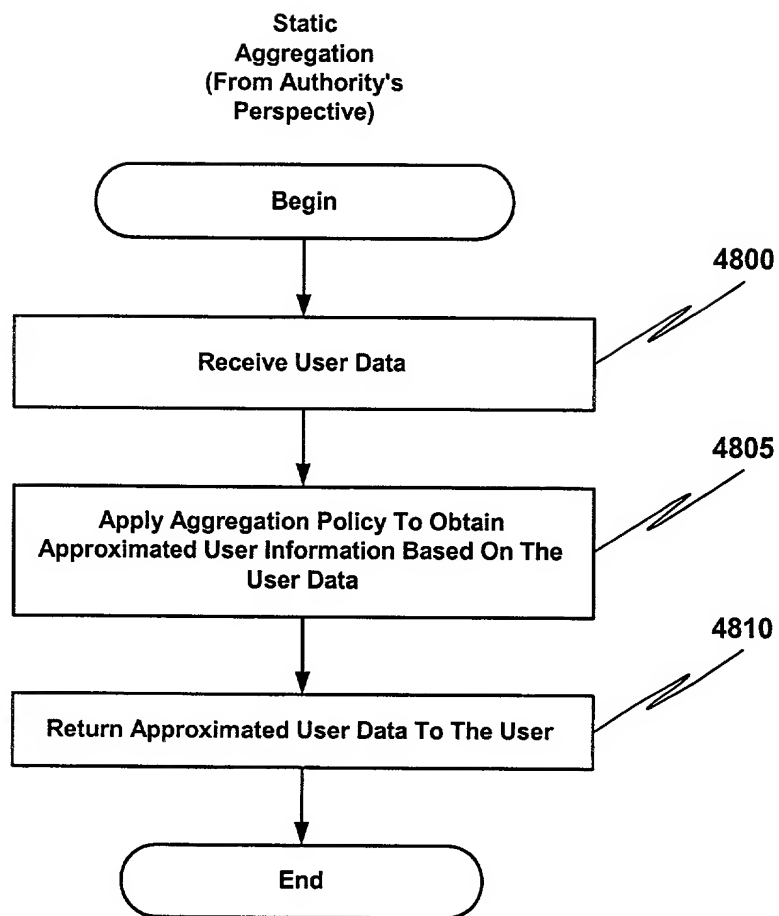 Static
Aggregation
(From Authority's
Perspective)
Begin
4800
Receive User Data
4805
Apply Aggregation Policy To Obtain
Approximated User Information Based On The
User Data
4810
Return Approximated User Data To The User
End